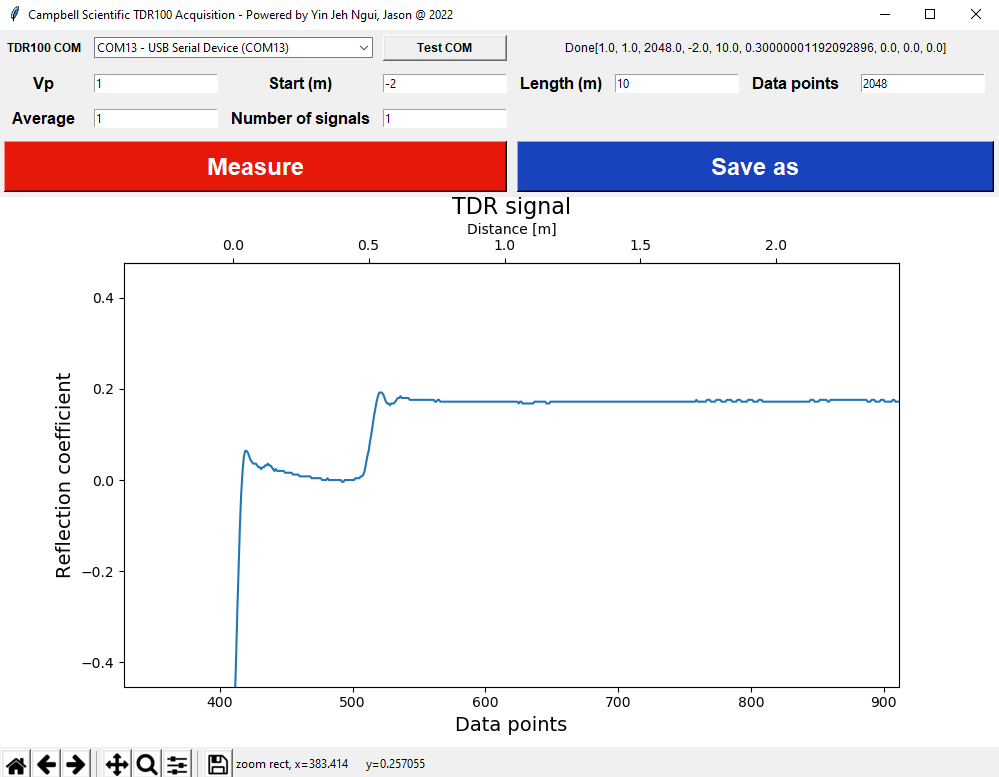 Campbell Scientific TDR100 Acquisition - Powered by Yin Jeh Ngui, Jason @ 2022
TDR100 COM COM13 - USB Serial Device (COM13) Test COM Done[1.0, 1.0, 2048.0, -2.0, 10.0, 0.30000001192092896, 0.0, 0.0, 0.0]
Vp 1 Start (m) -2 Length (m) 10 Data points 2048
Average 1 Number of signals 1
Measure Save as
TDR signal
Distance [m]
0.0 0.5 1.0 1.5 2.0
0.4
0.2
0.0
−0.2
−0.4
Reflection coefficient
400 500 600 700 800 900
Data points
zoom rect, x=383.414 y=0.257055